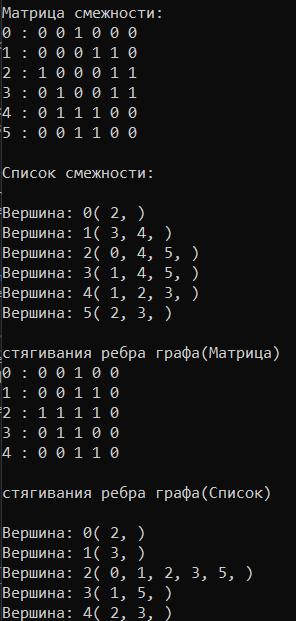 Матрица смежности:
0 : 0 0 1 0 0 0
1 : 0 0 0 1 1 0
2 : 1 0 0 0 1 1
3 : 0 1 0 0 1 1
4 : 0 1 1 1 0 0
5 : 0 0 1 1 0 0
Список смежности:
Вершина: 0( 2, )
Вершина: 1( 3, 4, )
Вершина: 2( 0, 4, 5, )
Вершина: 3( 1, 4, 5, )
Вершина: 4( 1, 2, 3, )
Вершина: 5( 2, 3, )
стягивания ребра графа(Матрица)
0 : 0 0 1 0 0
1 : 0 0 1 1 0
2 : 1 1 1 1 0
3 : 0 1 1 0 0
4 : 0 0 1 1 0
стягивания ребра графа(Список)
Вершина: 0( 2, )
Вершина: 1( 3, )
Вершина: 2( 0, 1, 2, 3, 5, )
Вершина: 3( 1, 5, )
Вершина: 4( 2, 3, )